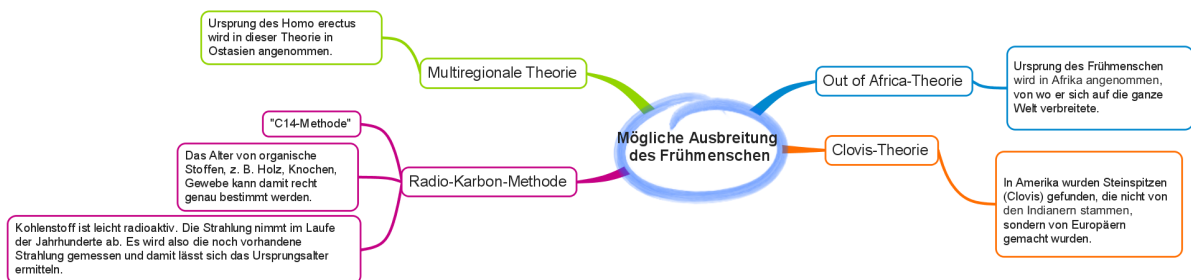 Mögliche Ausbreitung
des Frühmenschen
Out of Africa-Theorie
Ursprung des Frühmenschen
wird in Afrika angenommen,
von wo er sich auf die ganze
Welt verbreitete.
Clovis-Theorie
In Amerika wurden Steinspitzen
(Clovis) gefunden, die nicht von
den Indianern stammen,
sondern von Europäern
gemacht wurden.
Multiregionale Theorie
Ursprung des Homo erectus
wird in dieser Theorie in
Ostasien angenommen.
Radio-Karbon-Methode
"C14-Methode"
Das Alter von organische
Stoffen, z. B. Holz, Knochen,
Gewebe kann damit recht
genau bestimmt werden.
Kohlenstoff ist leicht radioaktiv. Die Strahlung nimmt im Laufe
der Jahrhunderte ab. Es wird also die noch vorhandene
Strahlung gemessen und damit lässt sich das Ursprungsalter
ermitteln.